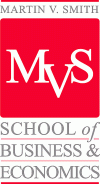 MARTIN V. SMITH
MVS
SCHOOL of
BUSINESS &
ECONOMICS